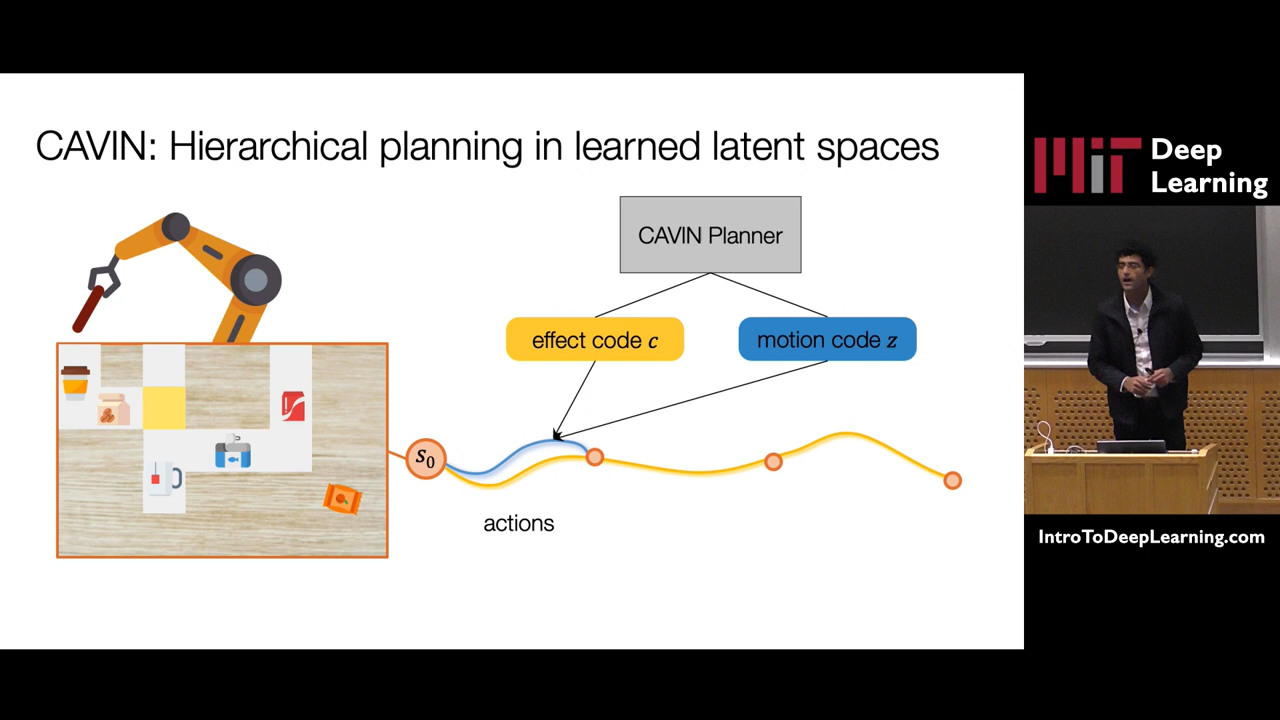 CAVIN: Hierarchical planning in learned latent spaces
CAVIN Planner
effect code c
motion code z
s₀
actions
MIT Deep
Learning
IntroToDeepLearning.com